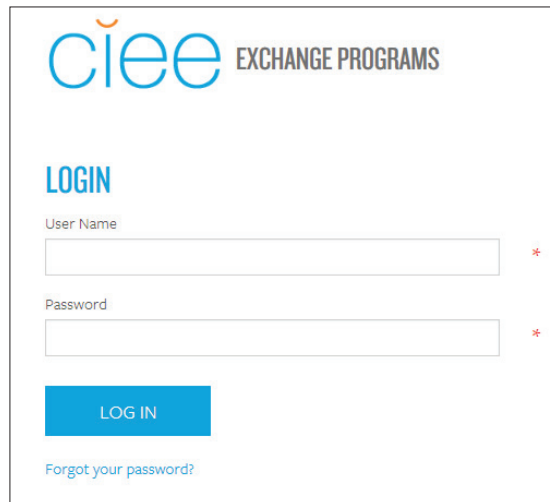 ciee EXCHANGE PROGRAMS
LOGIN
User Name
*
Password
*
LOG IN
Forgot your password?